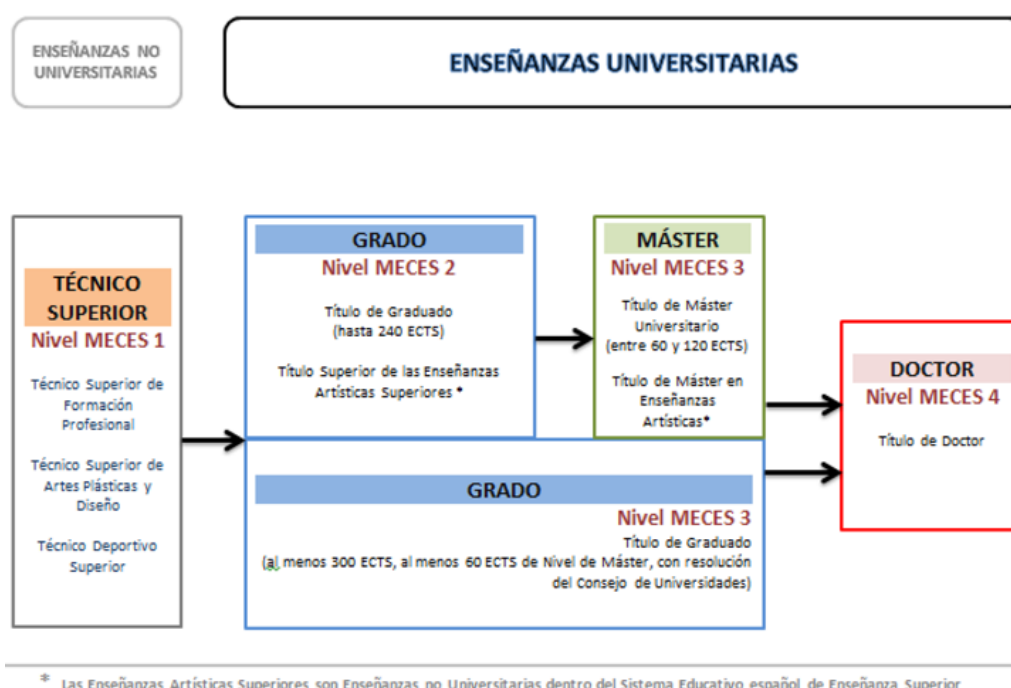 ENSEÑANZAS NO
UNIVERSITARIAS
ENSEÑANZAS UNIVERSITARIAS
TÉCNICO
SUPERIOR
Nivel MECES 1
Técnico Superior de
Formación
Profesional
Técnico Superior de
Artes Plásticas y
Diseño
Técnico Deportivo
Superior
GRADO
Nivel MECES 2
Título de Graduado
(hasta 240 ECTS)
Título Superior de las Enseñanzas
Artísticas Superiores *
MÁSTER
Nivel MECES 3
Título de Máster
Universitario
(entre 60 y 120 ECTS)
Título de Máster en
Enseñanzas
Artísticas*
GRADO
Nivel MECES 3
Título de Graduado
(al menos 300 ECTS, al menos 60 ECTS de Nivel de Máster, con resolución
del Consejo de Universidades)
DOCTOR
Nivel MECES 4
Título de Doctor
* Las Enseñanzas Artísticas Superiores son Enseñanzas no Universitarias dentro del Sistema Educativo español de Enseñanza Superior